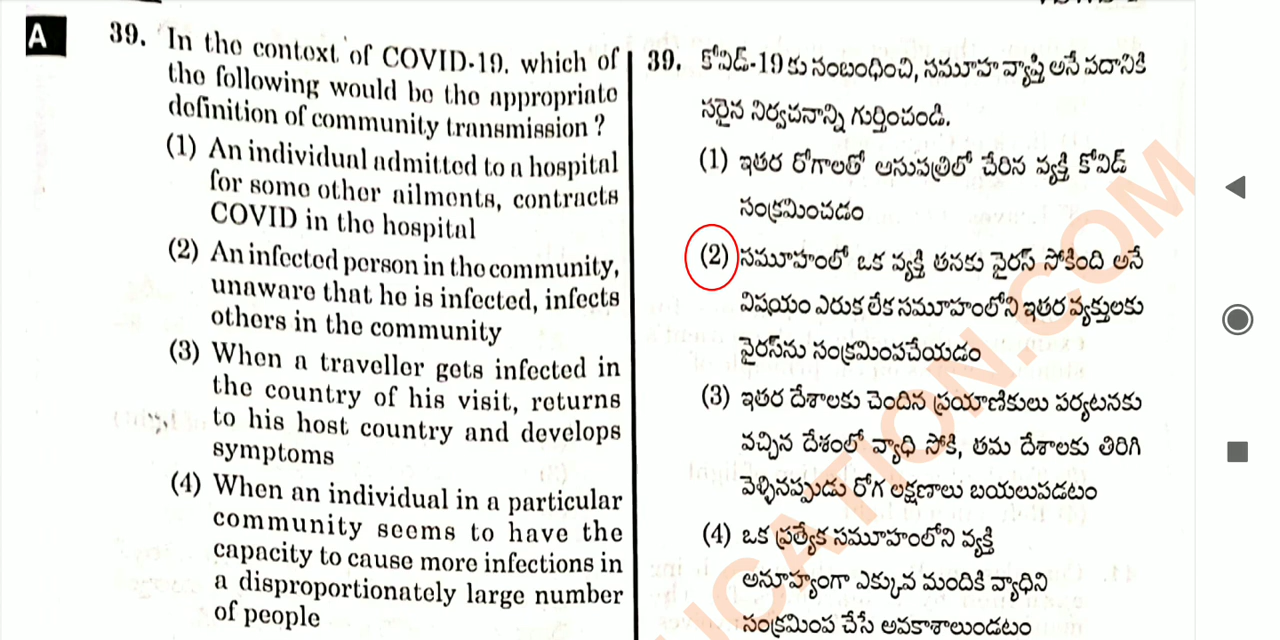 A
39. In the context of COVID-19. which of
the following would be the appropriate
definition of community transmission ?
(1) An individual admitted to a hospital
for some other ailments, contracts
COVID in the hospital
(2) An infected person in the community,
unaware that he is infected, infects
others in the community
(3) When a traveller gets infected in
the country of his visit, returns
to his host country and develops
symptoms
(4) When an individual in a particular
community seems to have the
capacity to cause more infections in
a disproportionately large number
of people
39. కోవిడ్-19 కు సంబంధించి, సమూహ వ్యాప్తి అనే పదానికి
సరైన నిర్వచనాన్ని గుర్తించండి.
(1) ఇతర రోగాలతో ఆసుపత్రిలో చేరిన వ్యక్తి కోవిడ్
సంక్రమించడం
(2) సమూహంలో ఒక వ్యక్తి తనకు వైరస్ సోకింది అనే
విషయం ఎరుక లేక సమూహంలోని ఇతర వ్యక్తులకు
వైరస్‌ను సంక్రమింపచేయడం
(3) ఇతర దేశాలకు చెందిన ప్రయాణికులు పర్యటనకు
వచ్చిన దేశంలో వ్యాధి సోకి, తమ దేశాలకు తిరిగి
వెళ్ళినప్పుడు రోగ లక్షణాలు బయలుపడటం
(4) ఒక ప్రత్యేక సమూహంలోని వ్యక్తి
అనూహ్యంగా ఎక్కువ మందికి వ్యాధిని
సంక్రమింప చేసే అవకాశాలుండటం
ICATION.COM